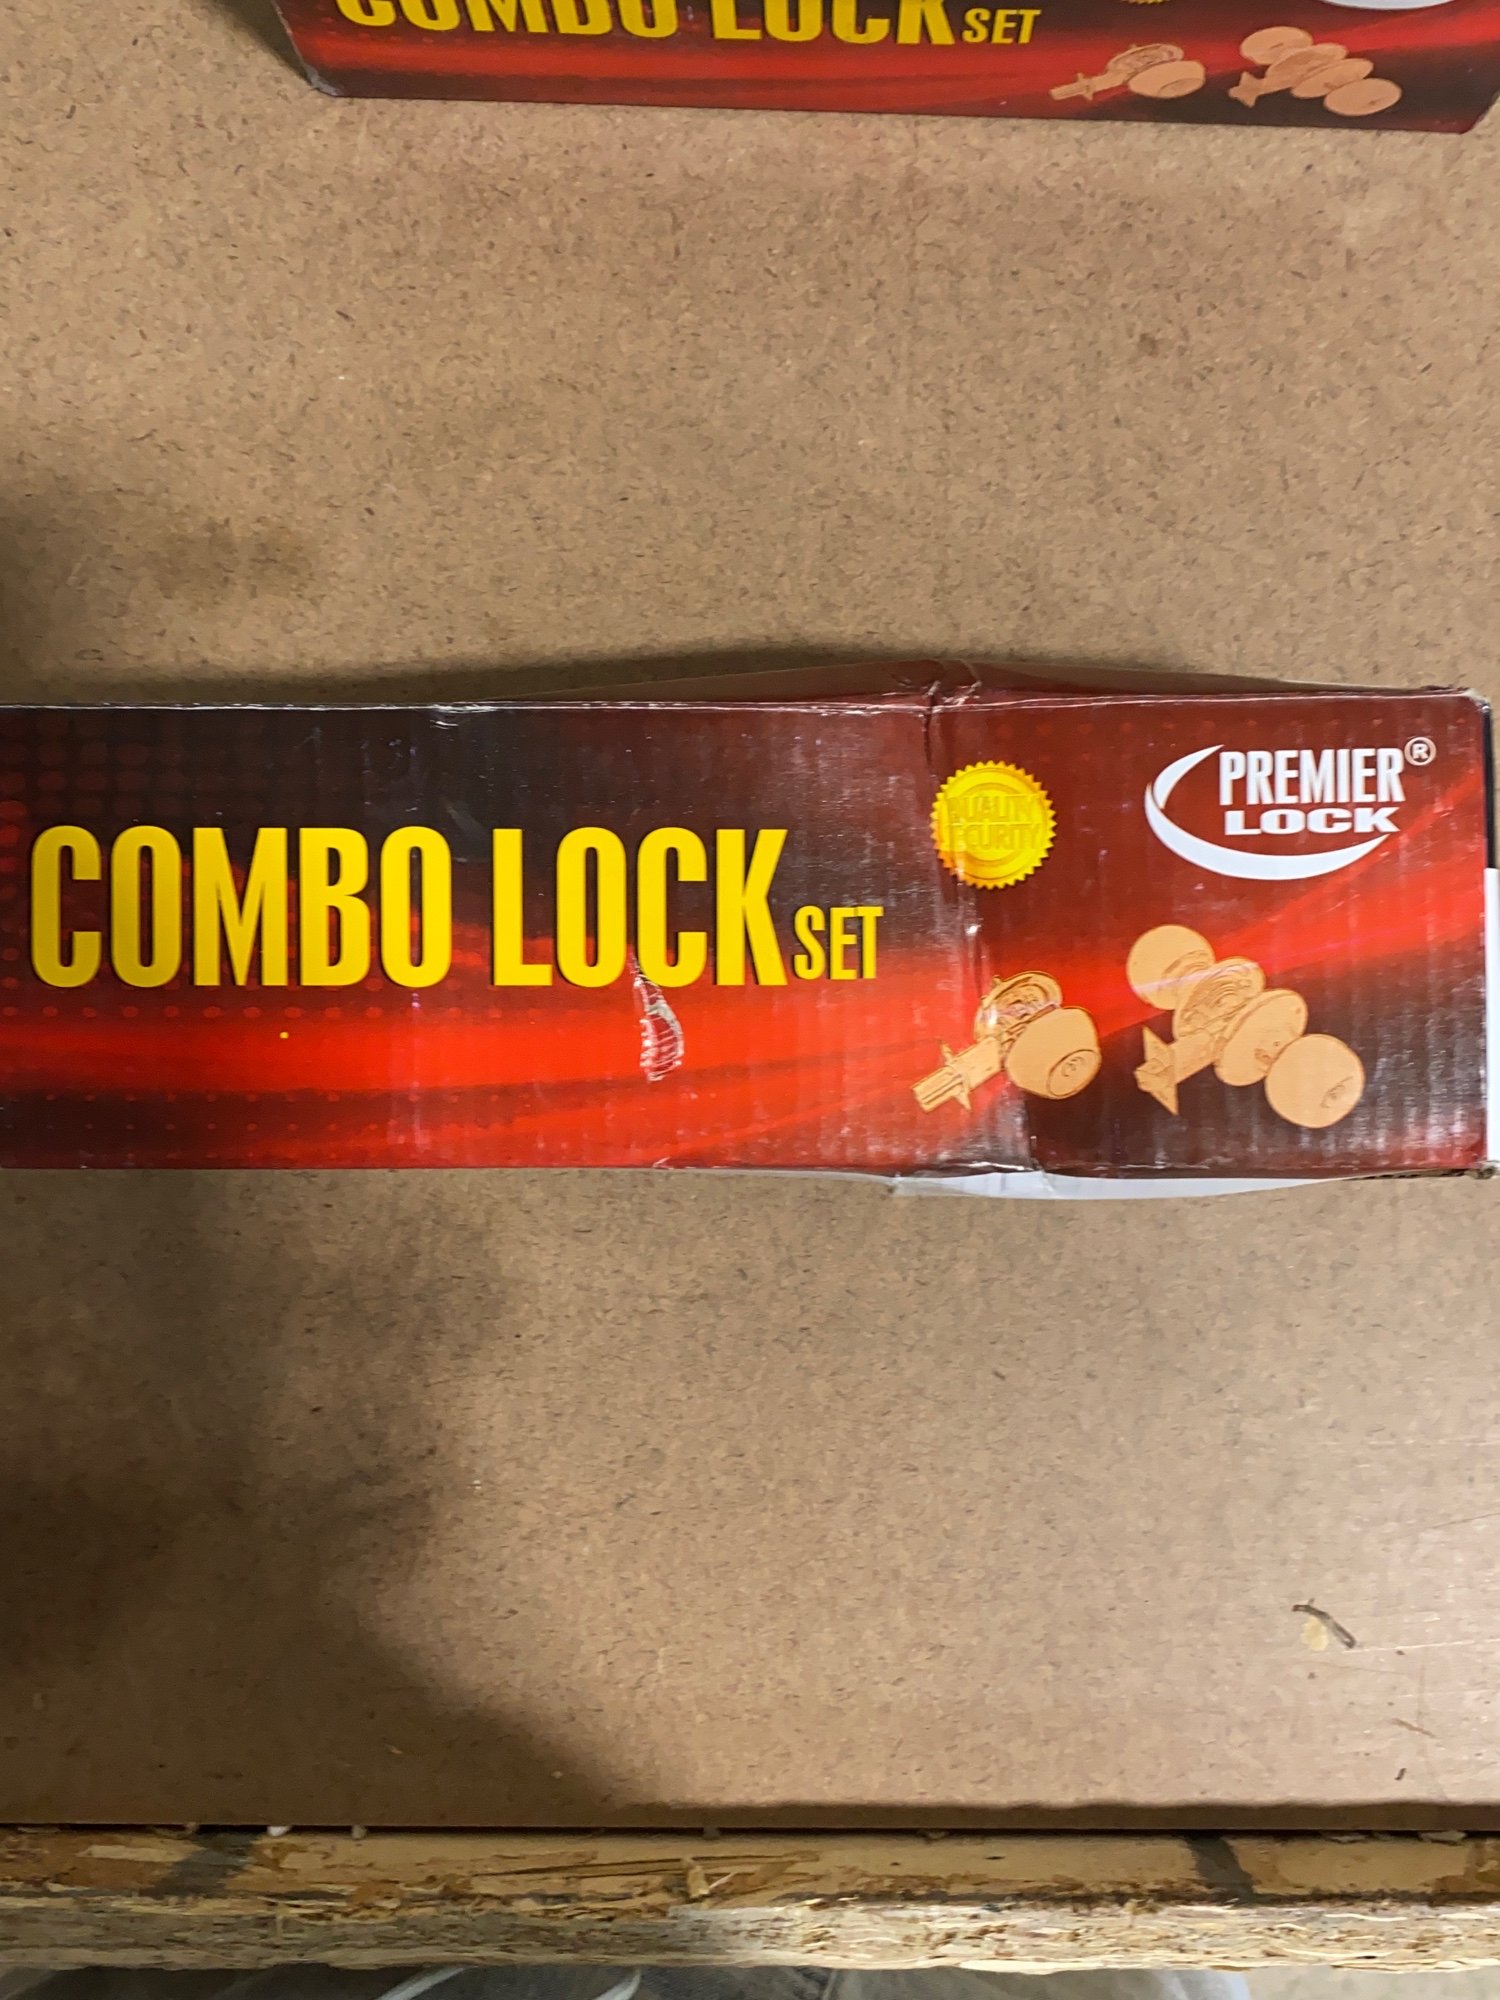 COMBO LOCK SET
COMBO LOCK SET
QUALITY
SECURITY
PREMIER®
LOCK